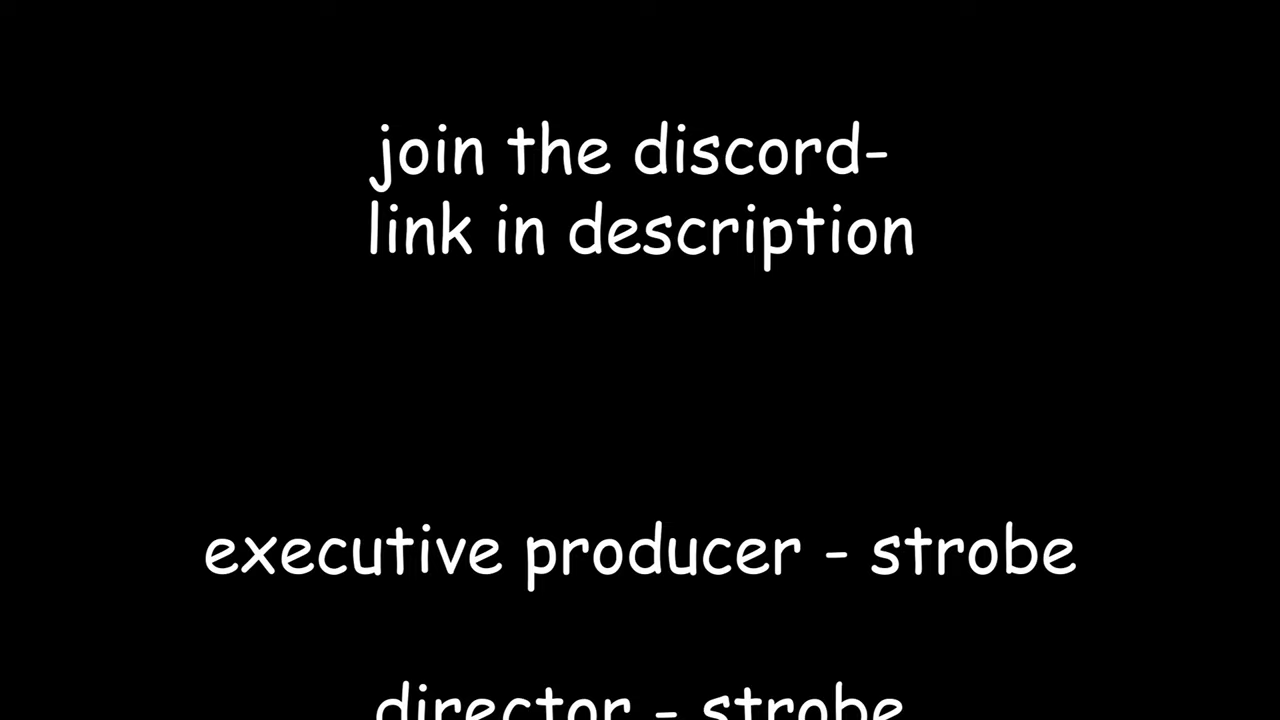 join the discord-
link in description
executive producer - strobe
director - strobe